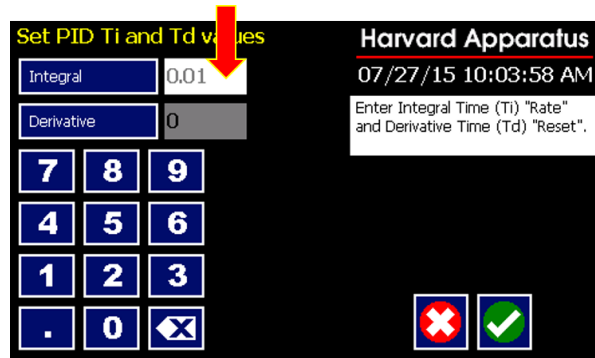 Set PID Ti and Td values
Harvard Apparatus
Integral 0.01
07/27/15 10:03:58 AM
Derivative 0
Enter Integral Time (Ti) "Rate"
and Derivative Time (Td) "Reset".
7 8 9
4 5 6
1 2 3
. 0